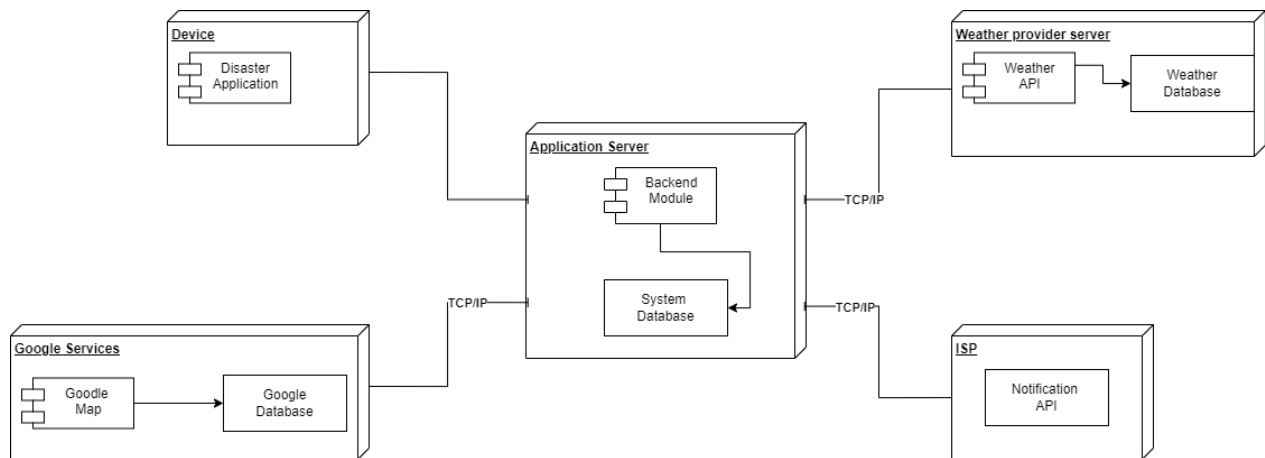 Device
Disaster
Application
Weather provider server
Weather
API
Weather
Database
Application Server
Backend
Module
TCP/IP
System
Database
TCP/IP
TCP/IP
Google Services
Goodle
Map
Google
Database
ISP
Notification
API